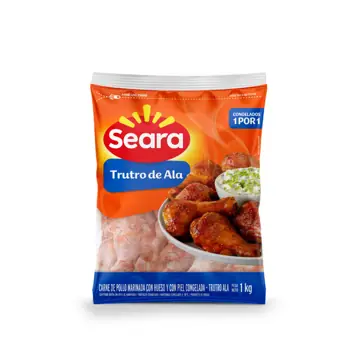 CONGELADOS
1 POR 1
Seara
Trutro de Ala
CARNE DE POLLO MARINADA CON HUESO Y CON PIEL CONGELADA - TRUTRO ALA
1 kg